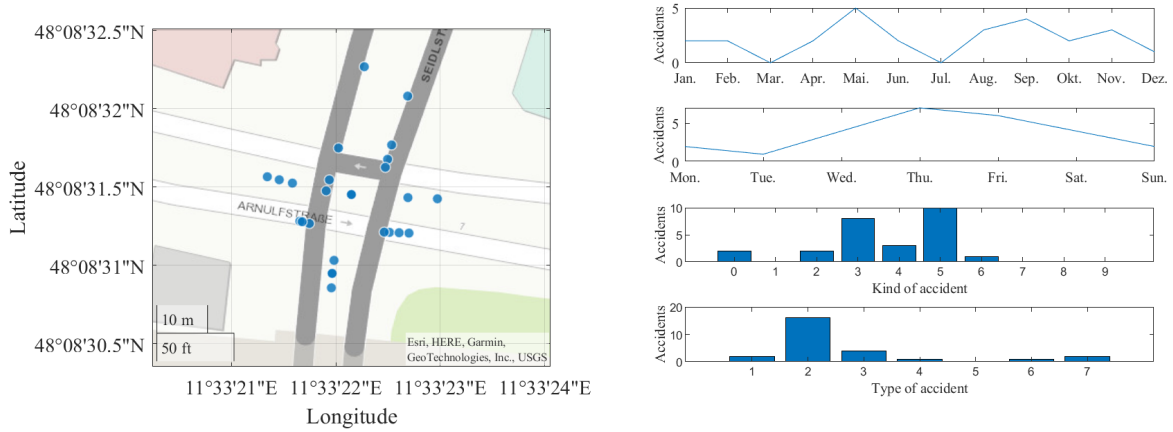 48°08'32.5"N
48°08'32"N
48°08'31.5"N
48°08'31"N
48°08'30.5"N
Latitude
SEIDLST
ARNULFSTRAßE
7
10 m
50 ft
Esri, HERE, Garmin,
GeoTechnologies, Inc., USGS
11°33'21"E 11°33'22"E 11°33'23"E 11°33'24"E
Longitude
5
0
Accidents
Jan. Feb. Mar. Apr. Mai. Jun. Jul. Aug. Sep. Okt. Nov. Dez.
5
0
Accidents
Mon. Tue. Wed. Thu. Fri. Sat. Sun.
10
5
0
Accidents
0 1 2 3 4 5 6 7 8 9
Kind of accident
20
10
0
Accidents
1 2 3 4 5 6 7
Type of accident